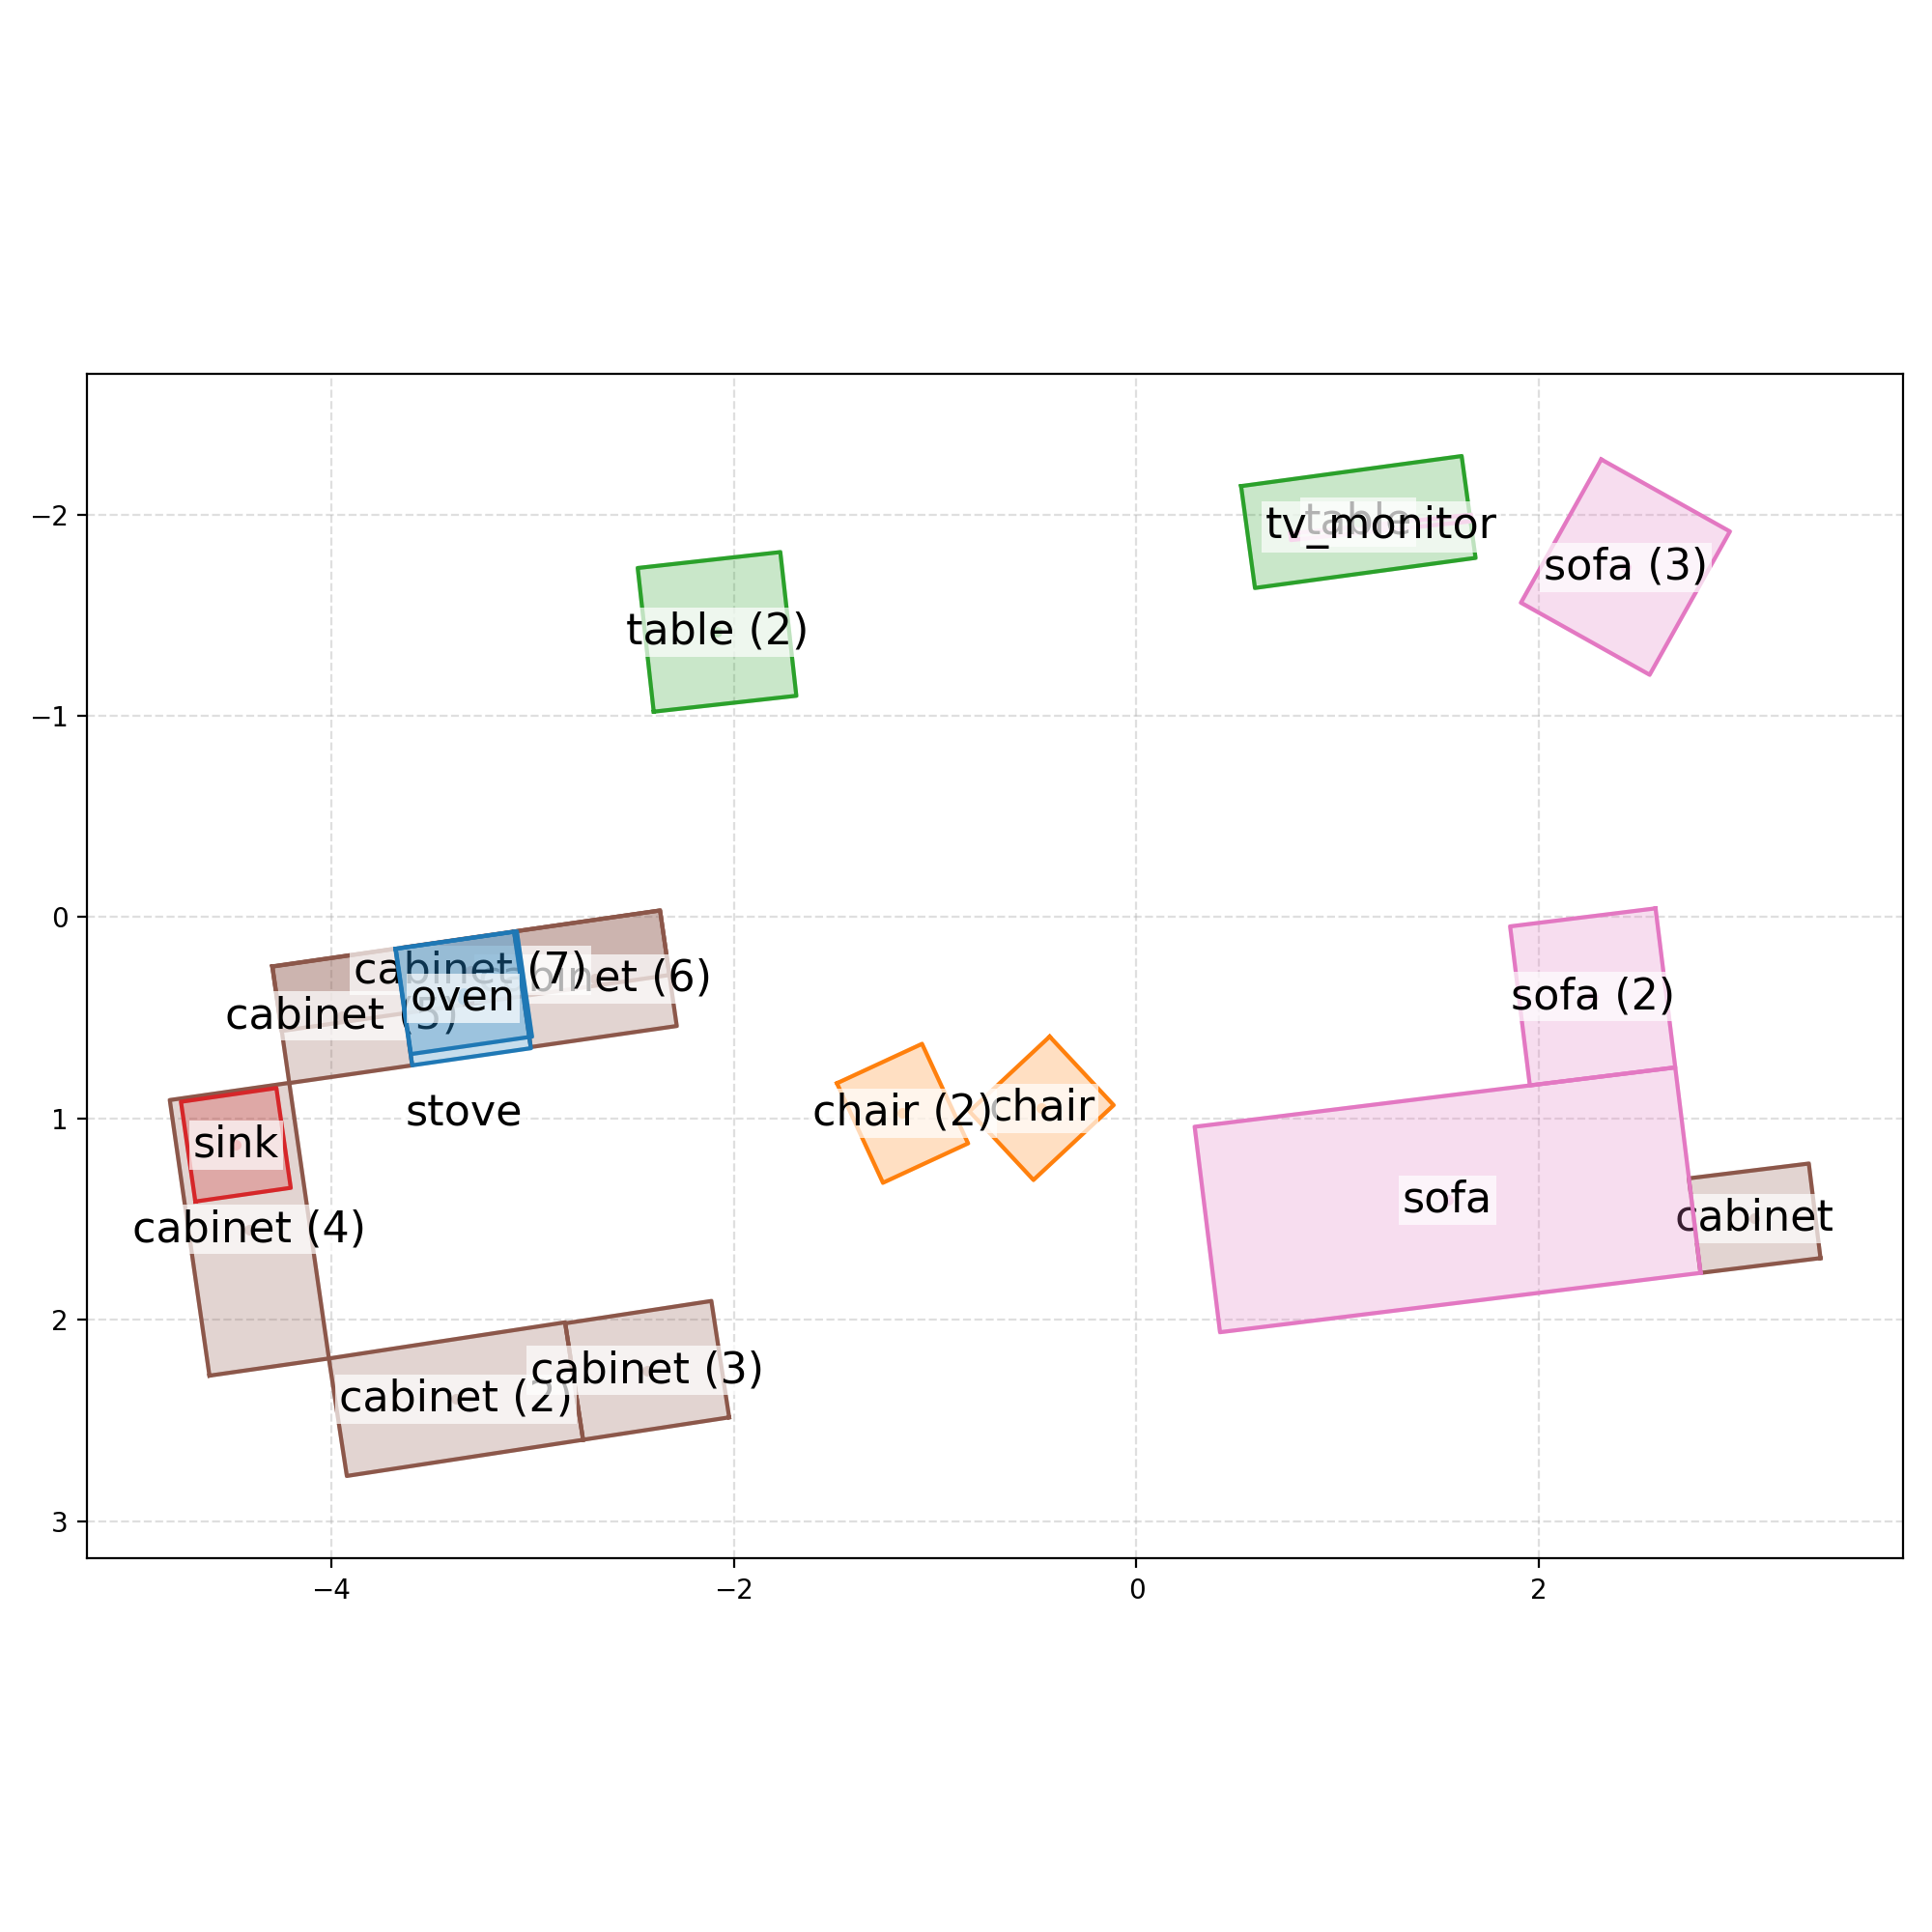 −2
−1
0
1
2
3
table
tv_monitor
sofa (3)
table (2)
cabinet (7)
cabinet (6)
oven
cabinet (5)
sofa (2)
stove
chair (2)
chair
sink
sofa
cabinet
cabinet (4)
cabinet (3)
cabinet (2)
−4
−2
0
2